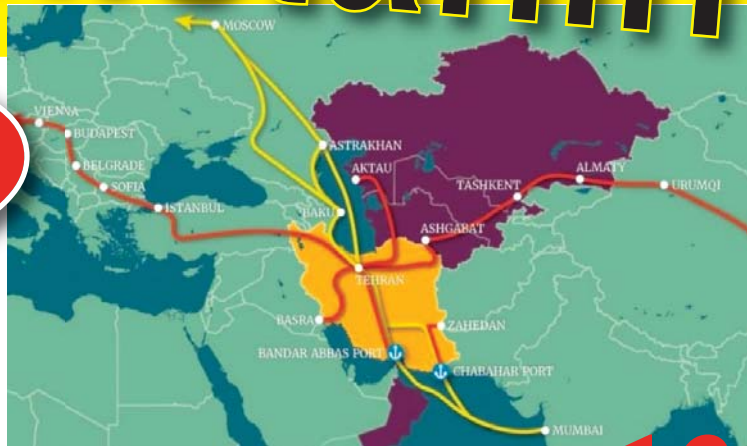 MOSCOW
VIENNA
BUDAPEST
BELGRADE
SOFIA
ISTANBUL
ASTRAKHAN
AKTAU
BAKU
TASHKENT
ALMATY
URUMQI
ASHGABAT
TEHRAN
BASRA
ZAHEDAN
BANDAR ABBAS PORT
CHABAHAR PORT
MUMBAI